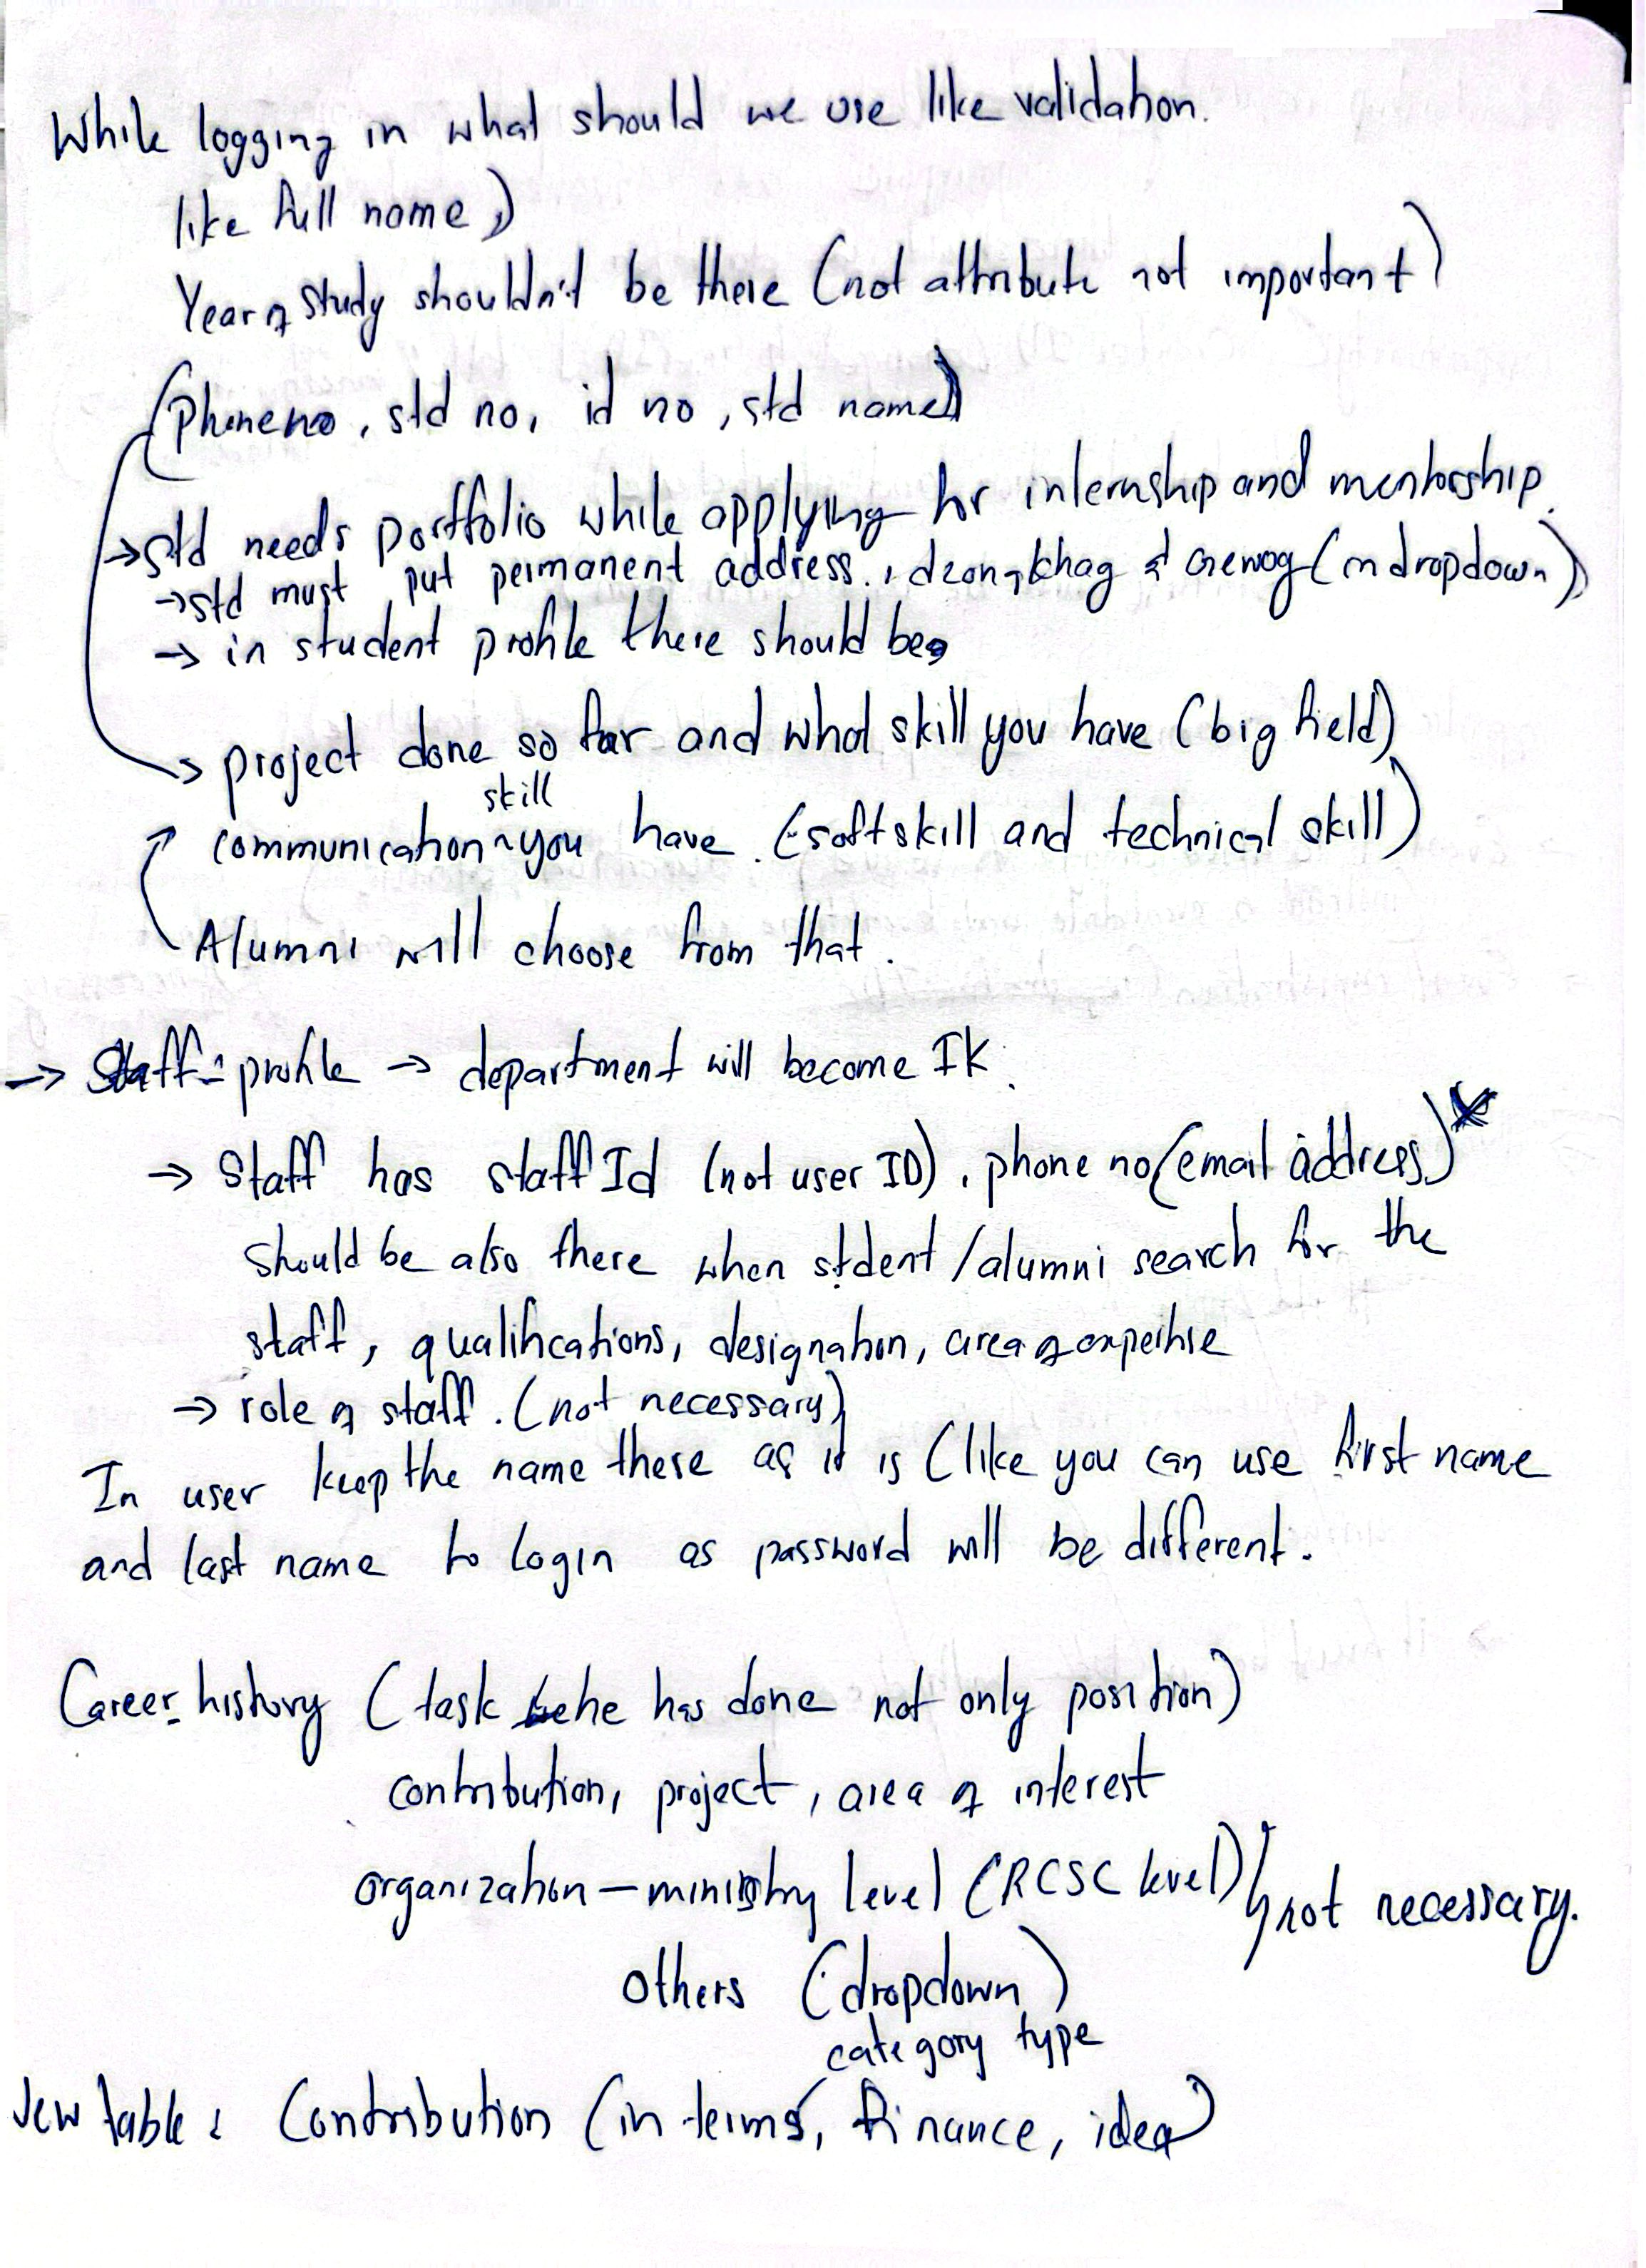 While logging in what should we use like validation.
like full name,)
Year of study shouldn't be there (not attribute not important)
(Phone no, std no, id no, std name)
→ std needs portfolio while applying for internship and mentorship.
→ std must put permanent address., dzongkhag & Gewog (in dropdown)
→ in student profile there should be
→ project done so far and what skill you have (big field)
skill
communication ^ you have. (softskill and technical skill)
Alumni will choose from that.
→ Staff: profile → department will become FK.
→ Staff has staff Id (not user ID). phone no (email address)*
should be also there when stdent / alumni search for the
staff, qualifications, designation, area of expertise
→ role of staff. (not necessary)
In user keep the name there as it is (like you can use first name
and last name to login as password will be different.
Career history (task he has done not only position)
contribution, project, area of interest
organization – ministry level (RCSC level) } not necessary.
others (dropdown)
category type
New table: Contribution (in terms, finance, idea)